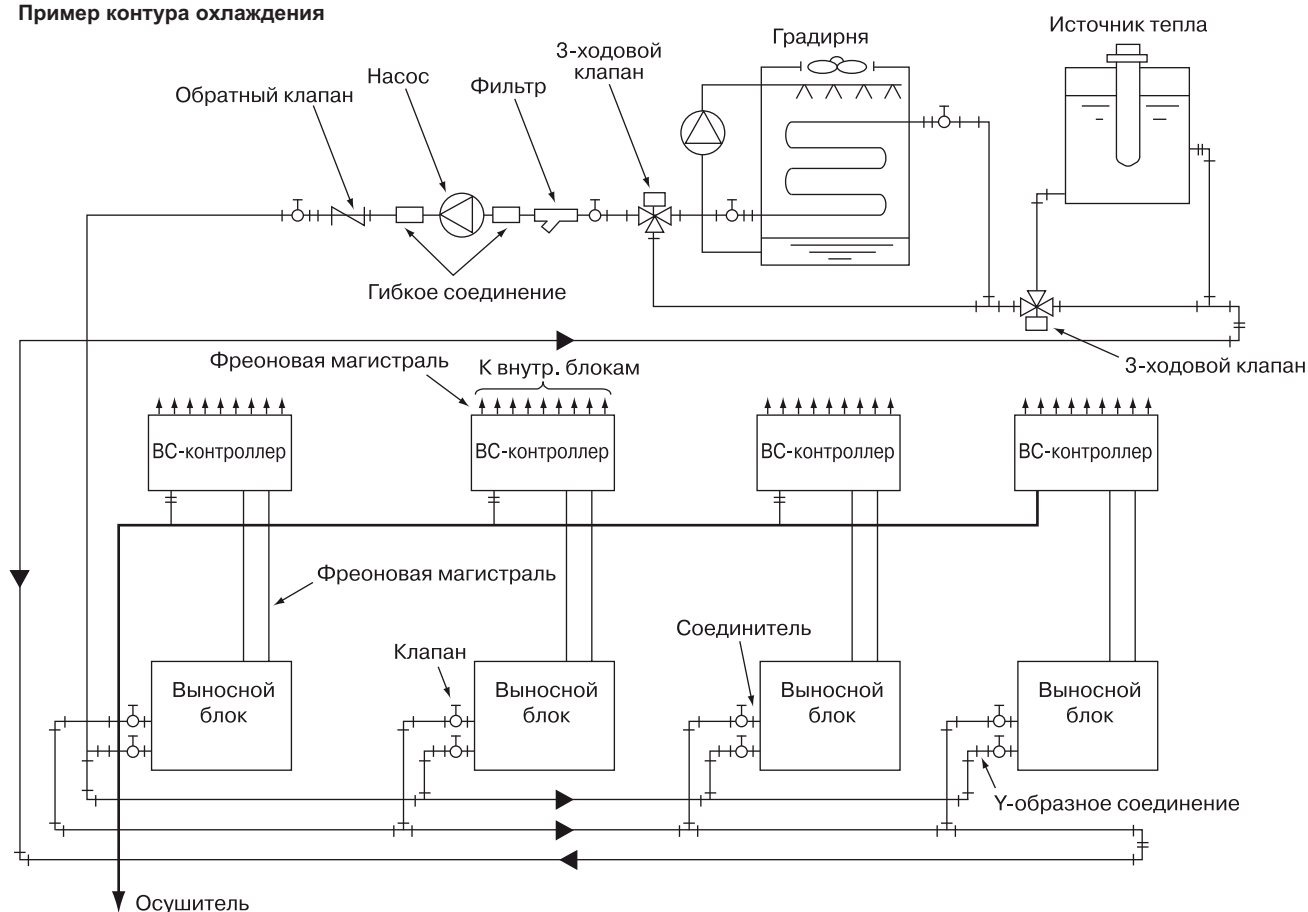 Пример контура охлаждения
Источник тепла
Градирня
3-ходовой
клапан
Насос
Фильтр
Обратный клапан
Гибкое соединение
Фреоновая магистраль
К внутр. блокам
3-ходовой клапан
BC-контроллер
BC-контроллер
BC-контроллер
BC-контроллер
Фреоновая магистраль
Соединитель
Клапан
Выносной
блок
Выносной
блок
Выносной
блок
Выносной
блок
Y-образное соединение
Осушитель